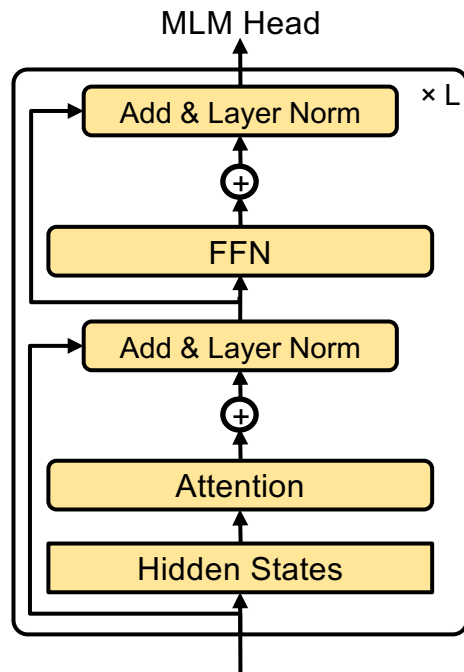 MLM Head
× L
Add & Layer Norm
+
FFN
Add & Layer Norm
+
Attention
Hidden States